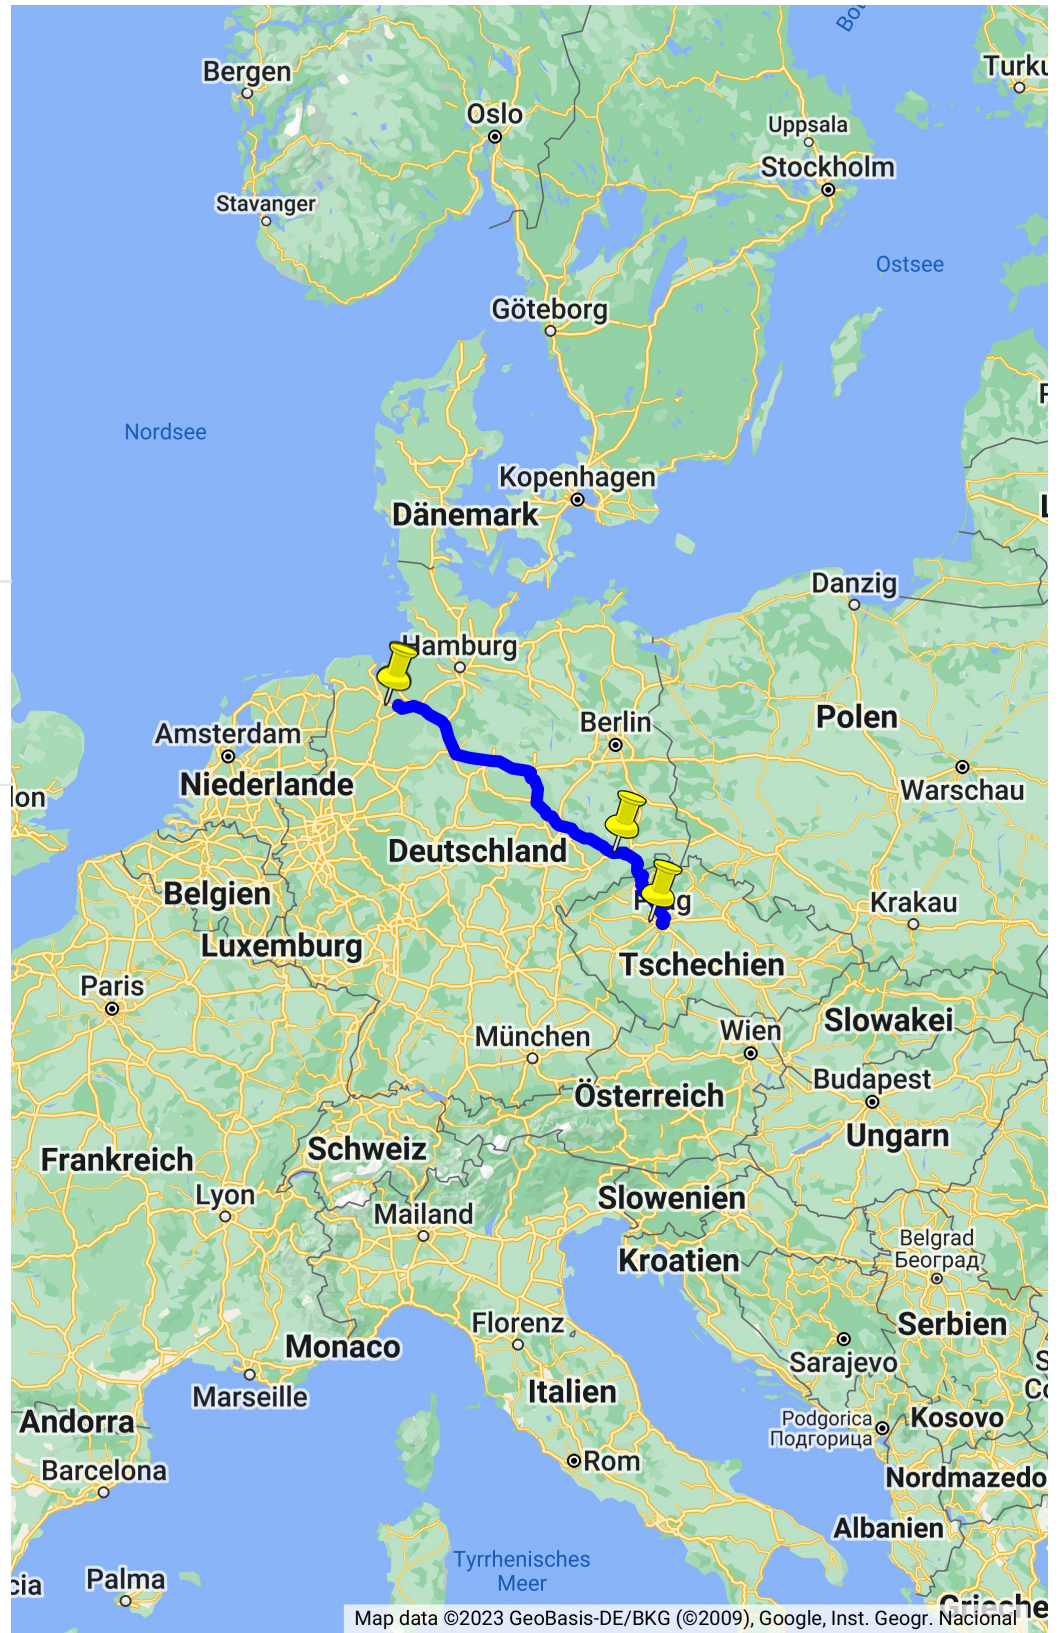 Bergen
Turku
Oslo
Uppsala
Stockholm
Stavanger
Ostsee
Göteborg
Nordsee
Kopenhagen
Dänemark
Danzig
Hamburg
Polen
Berlin
Amsterdam
Niederlande
Warschau
lon
Deutschland
Belgien
Krakau
Luxemburg
Tschechien
Paris
Slowakei
Wien
München
Budapest
Österreich
Ungarn
Schweiz
Frankreich
Lyon
Slowenien
Mailand
Belgrad
Београд
Kroatien
Florenz
Serbien
Monaco
Sarajevo
Marseille
Italien
Andorra
Podgorica
Подгорица
Kosovo
Rom
Barcelona
Nordmazedo
Albanien
Tyrrhenisches
Meer
Palma
cia
Grieche
Map data ©2023 GeoBasis-DE/BKG (©2009), Google, Inst. Geogr. Nacional